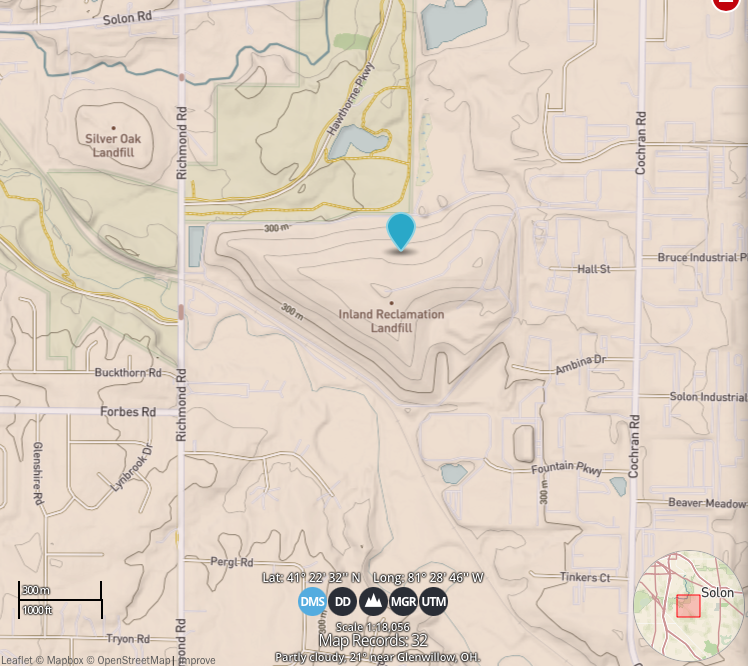 Solon Rd
Hawthorne Pkwy
Silver Oak
Landfill
Richmond Rd
Cochran Rd
300 m
Bruce Industrial P
Hall St
300 m
Inland Reclamation
Landfill
Ambina Dr
Buckthorn Rd
Richmond Rd
Solon Industrial
Forbes Rd
Cochran Rd
Glenshire Rd
Lynbrook Dr
Fountain Pkwy
300 m
Beaver Meadow
Pergl Rd
Lat: 41° 22' 32'' N Long: 81° 28' 46'' W
Tinkers Ct
Solon
300 m
1000 ft
DMS DD MGR UTM
300 m
Scale 1:18,056
Map Records: 32
Tryon Rd
mond Rd
Partly cloudy, 21° near Glenwillow, OH.
Leaflet © Mapbox © OpenStreetMap | Improve